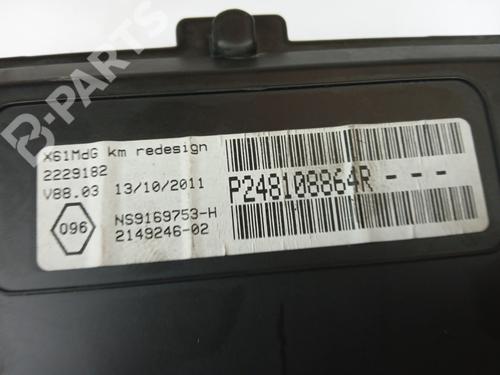 X61MdG km redesign
2229182
V88.03 13/10/2011
P248108864R - - -
096
NS9169753-H
2149246-02
B-PARTS